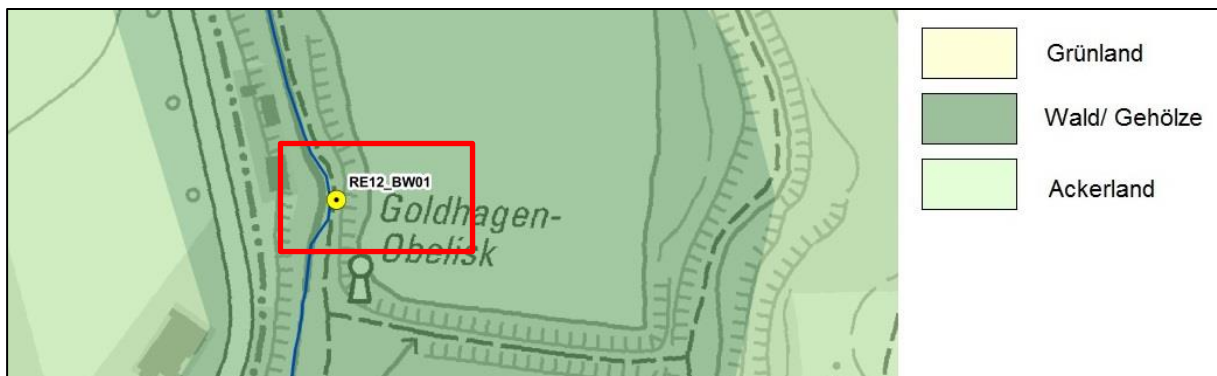 RE12_BW01
Goldhagen-
Obelisk
Grünland
Wald/ Gehölze
Ackerland